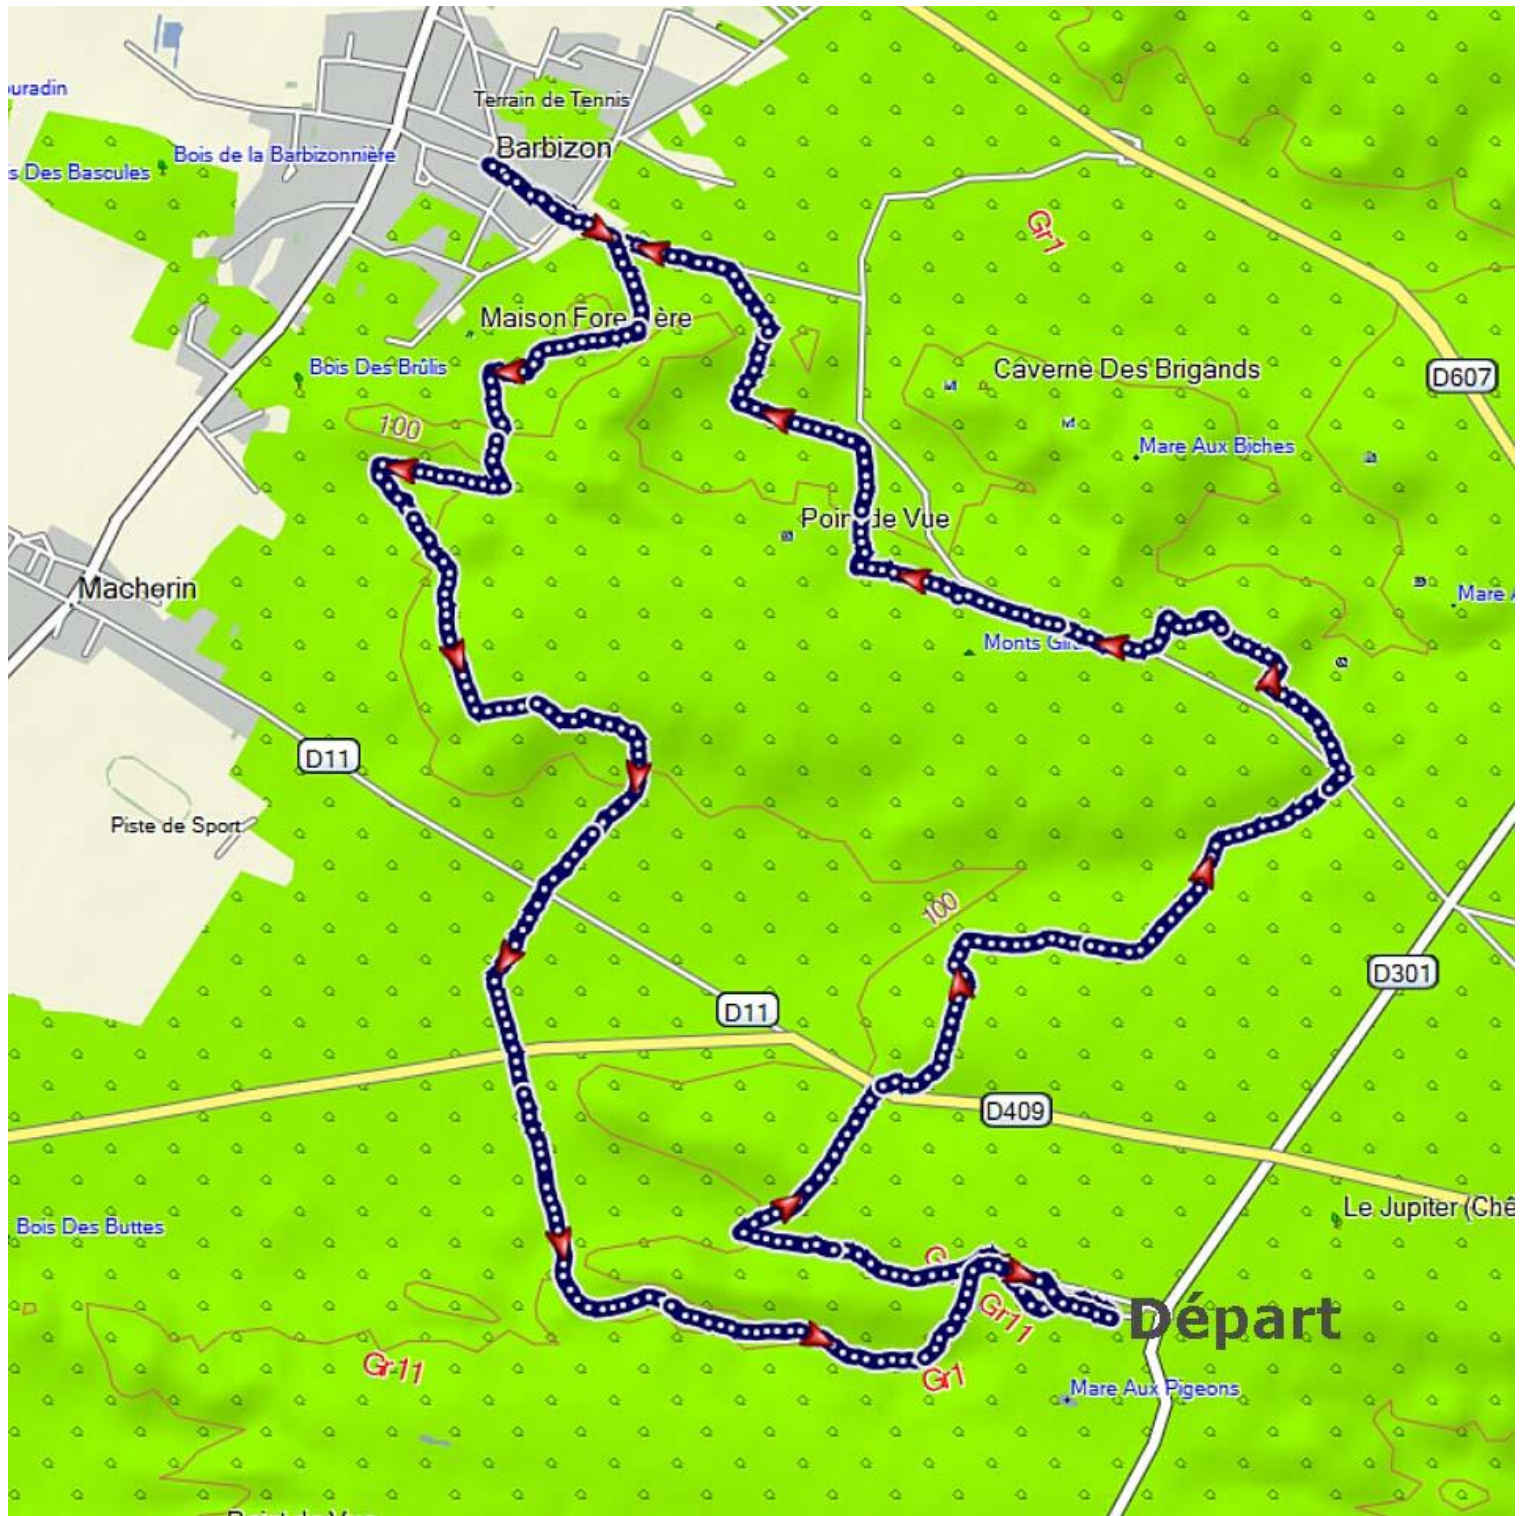 ouradin
Terrain de Tennis
Barbizon
Bois de la Barbizonnière
s Des Bascules
Gr1
Maison Fore ère
Bois Des Brûlis
Caverne Des Brigands
D607
100
Mare Aux Biches
Poin de Vue
Macherin
Mare
Monts Gir
D11
Piste de Sport
100
D301
D11
D409
Le Jupiter (Chê
Bois Des Buttes
G
Gr11
Départ
Gr11
Gr1
Mare Aux Pigeons